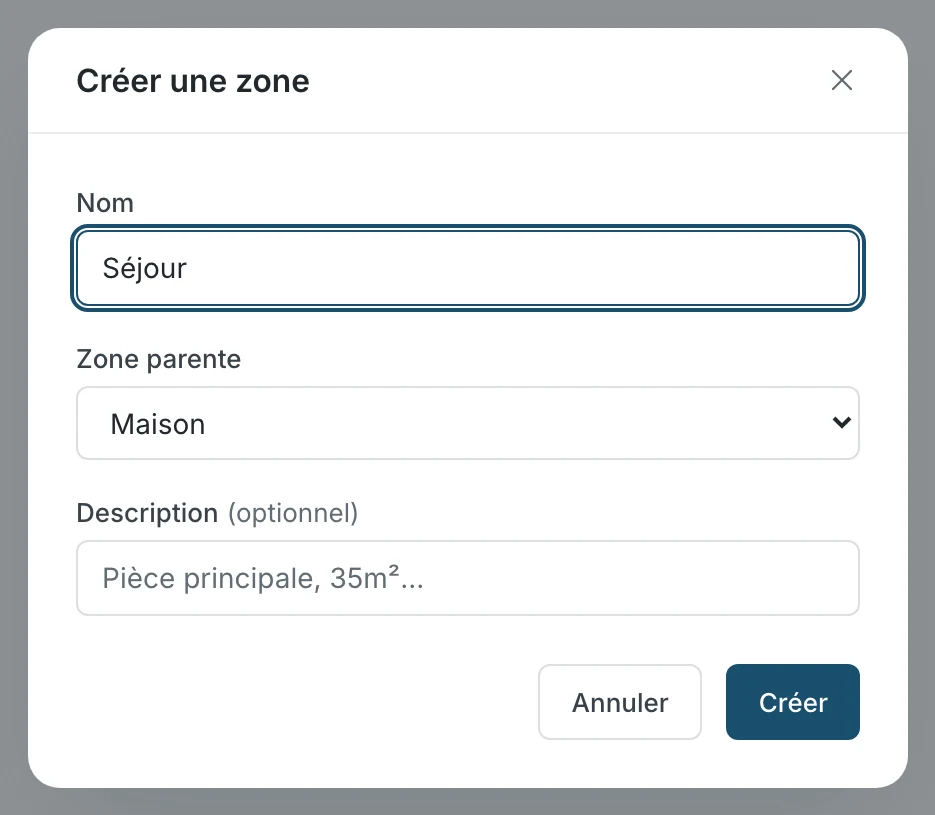 Créer une zone
Nom
Séjour
Zone parente
Maison
Description (optionnel)
Pièce principale, 35m²...
Annuler
Créer